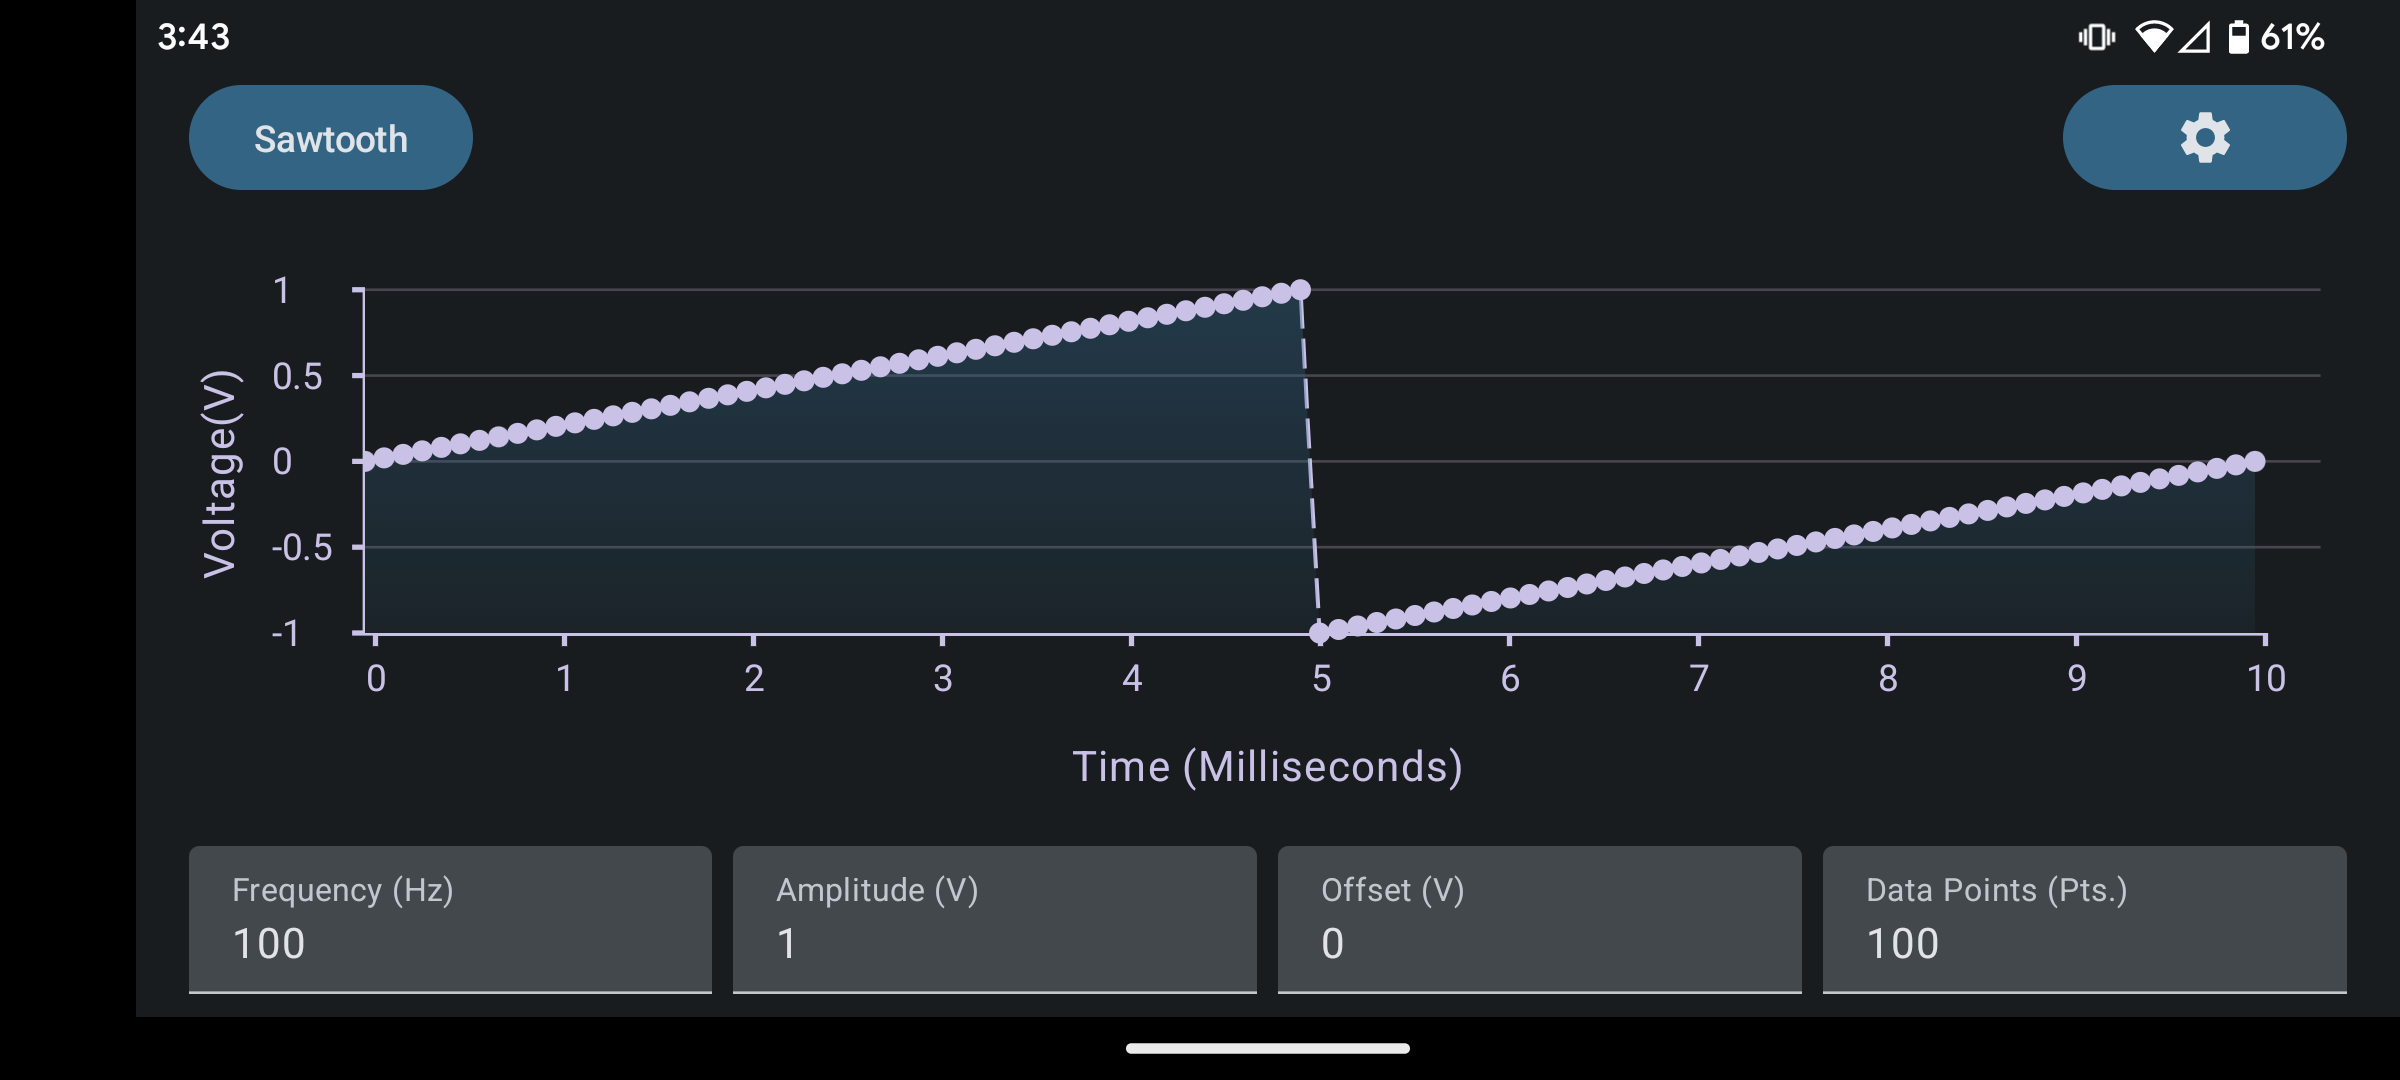 3:43
61%
Sawtooth
1
0.5
0
-0.5
-1
Voltage(V)
0 1 2 3 4 5 6 7 8 9 10
Time (Milliseconds)
Frequency (Hz) Amplitude (V) Offset (V) Data Points (Pts.)
100 1 0 100